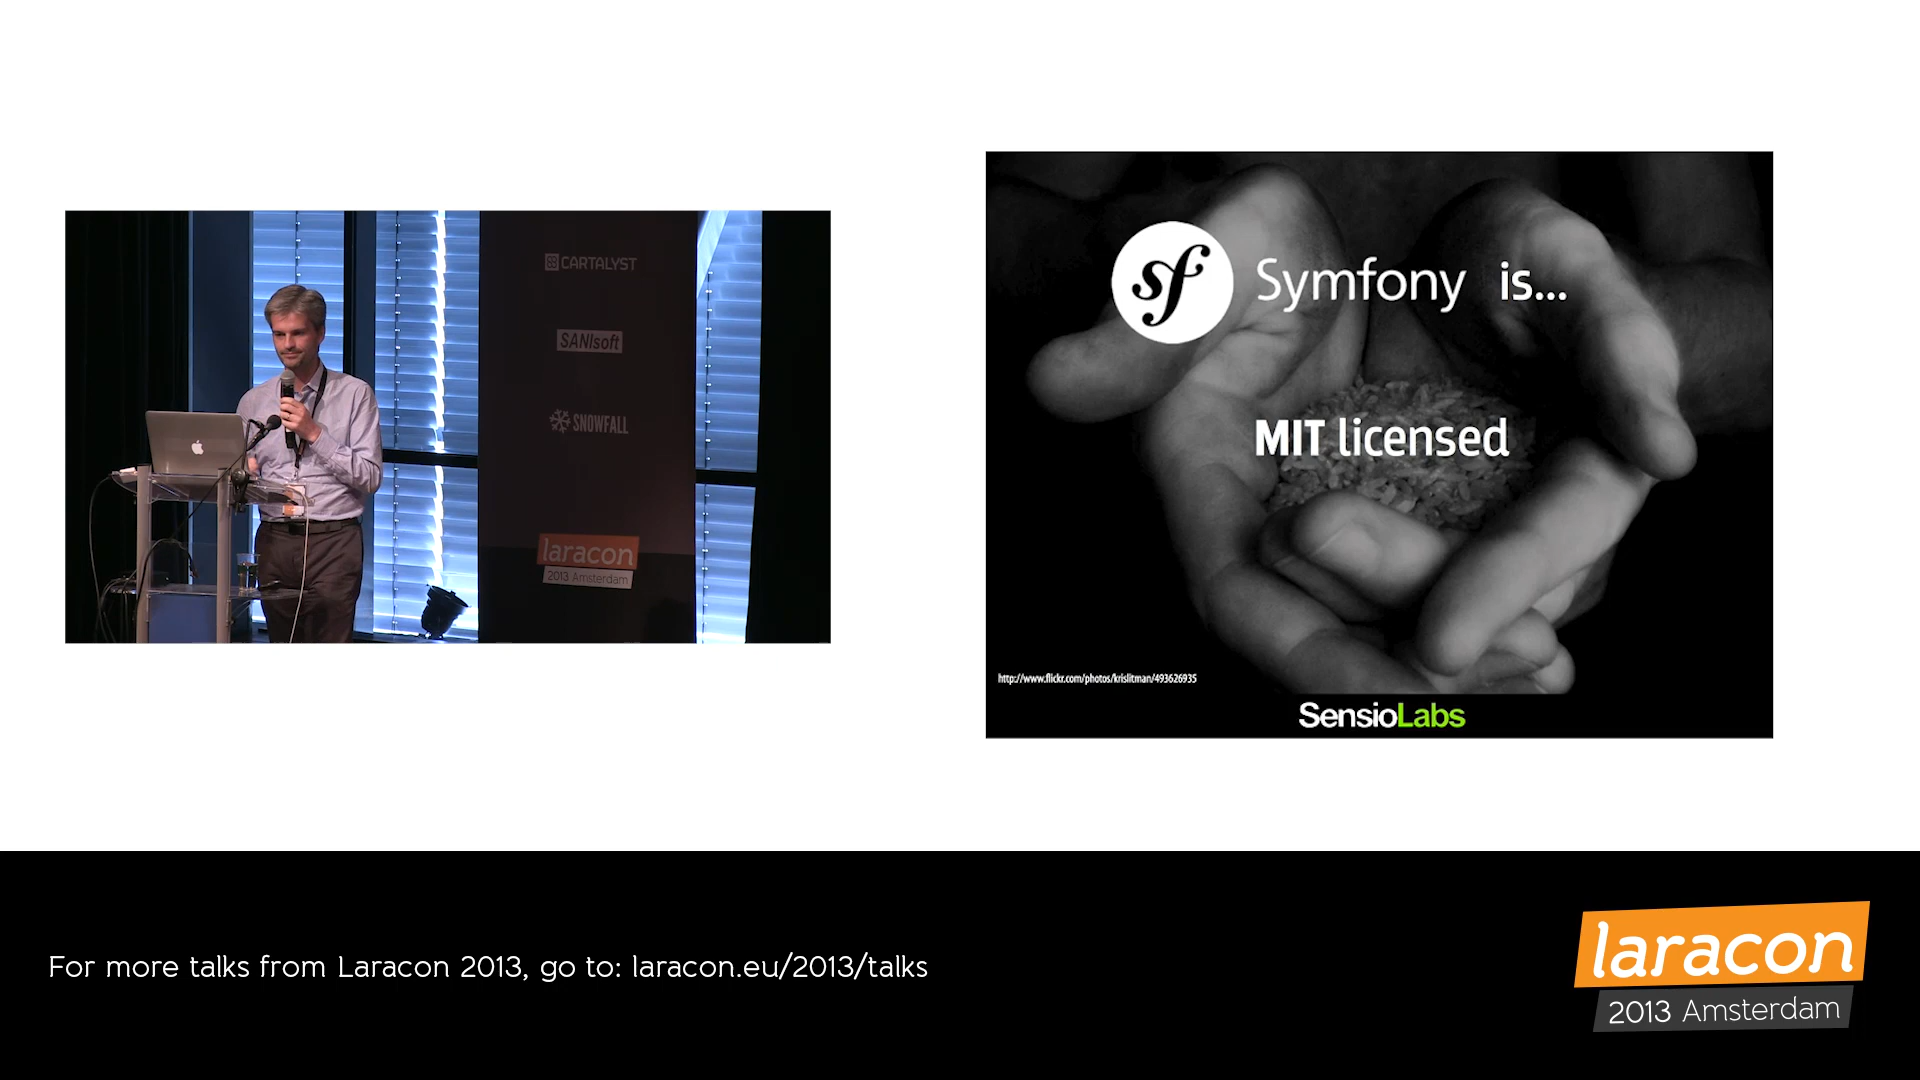 CARTALYST
SANIsoft
SNOWFALL
laracon
2013 Amsterdam
sf Symfony is...
MIT licensed
http://www.flickr.com/photos/krislitman/493626935
SensioLabs
For more talks from Laracon 2013, go to: laracon.eu/2013/talks
laracon
2013 Amsterdam